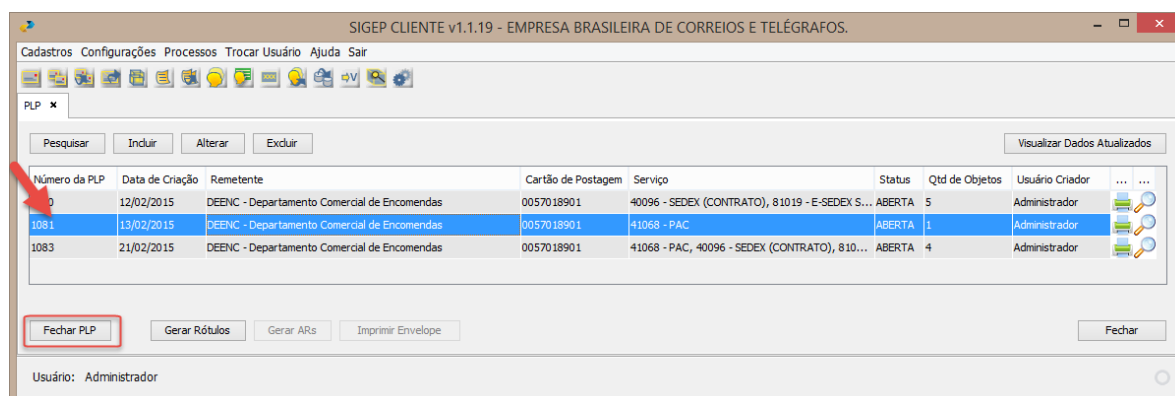 SIGEP CLIENTE v1.1.19 - EMPRESA BRASILEIRA DE CORREIOS E TELÉGRAFOS.
Cadastros Configurações Processos Trocar Usuário Ajuda Sair
PLP
Pesquisar Incluir Alterar Excluir Visualizar Dados Atualizados
Número da PLP Data de Criação Remetente Cartão de Postagem Serviço Status Qtd de Objetos Usuário Criador ... ...
12/02/2015 DEENC - Departamento Comercial de Encomendas 0057018901 40096 - SEDEX (CONTRATO), 81019 - E-SEDEX S... ABERTA 5 Administrador
1081 13/02/2015 DEENC - Departamento Comercial de Encomendas 0057018901 41068 - PAC ABERTA 1 Administrador
1083 21/02/2015 DEENC - Departamento Comercial de Encomendas 0057018901 41068 - PAC, 40096 - SEDEX (CONTRATO), 810... ABERTA 4 Administrador
Fechar PLP Gerar Rótulos Gerar ARs Imprimir Envelope Fechar
Usuário: Administrador